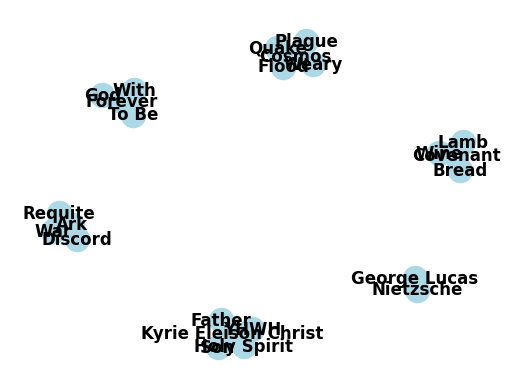 Plague
Quake
Cosmos
Weary
Flood
With
God
Forever
To Be
Lamb
Wine
Covenant
Bread
Requite
Ark
War
Discord
George Lucas
Nietzsche
Father
YHWH
Kyrie Eleison Christ
Holy Spirit
Son